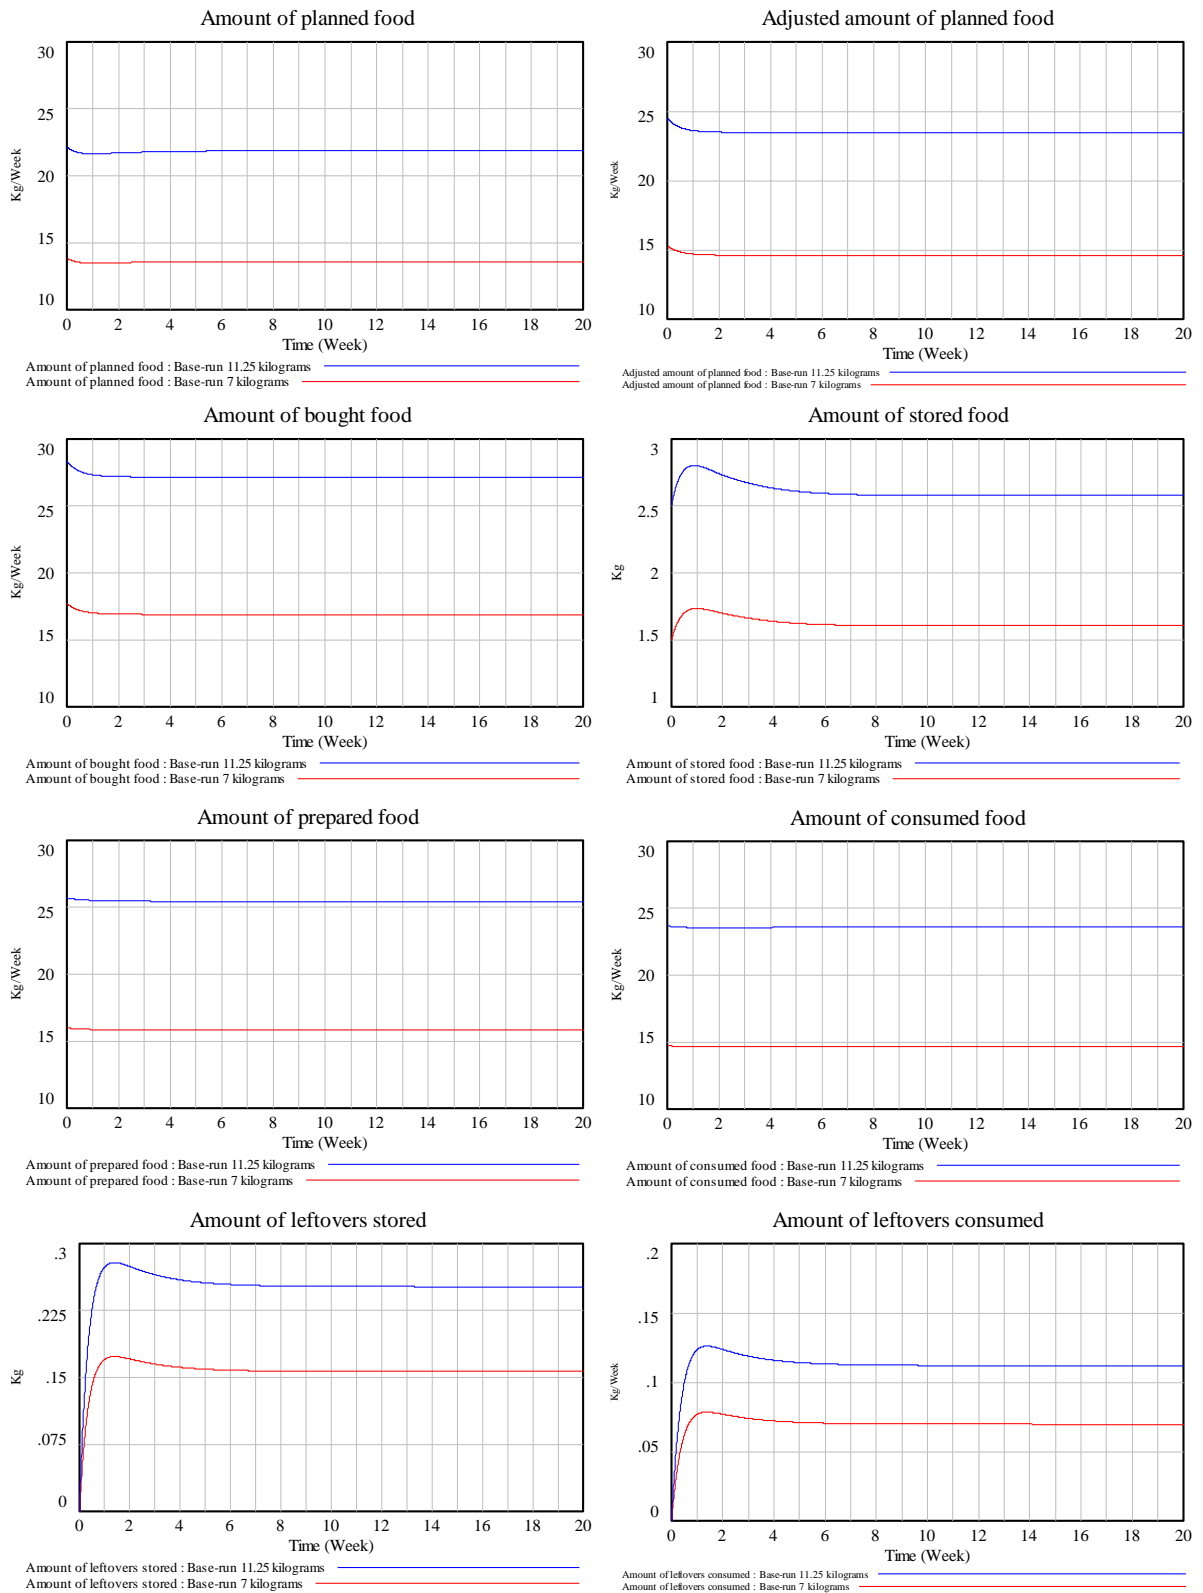 Amount of planned food
30
25
20
15
10
Kg/Week
0 2 4 6 8 10 12 14 16 18 20
Time (Week)
Amount of planned food : Base-run 11.25 kilograms
Amount of planned food : Base-run 7 kilograms
Adjusted amount of planned food
30
25
20
15
10
Kg/Week
0 2 4 6 8 10 12 14 16 18 20
Time (Week)
Adjusted amount of planned food : Base-run 11.25 kilograms
Adjusted amount of planned food : Base-run 7 kilograms
Amount of bought food
30
25
20
15
10
Kg/Week
0 2 4 6 8 10 12 14 16 18 20
Time (Week)
Amount of bought food : Base-run 11.25 kilograms
Amount of bought food : Base-run 7 kilograms
Amount of stored food
3
2.5
2
1.5
1
Kg
0 2 4 6 8 10 12 14 16 18 20
Time (Week)
Amount of stored food : Base-run 11.25 kilograms
Amount of stored food : Base-run 7 kilograms
Amount of prepared food
30
25
20
15
10
Kg/Week
0 2 4 6 8 10 12 14 16 18 20
Time (Week)
Amount of prepared food : Base-run 11.25 kilograms
Amount of prepared food : Base-run 7 kilograms
Amount of consumed food
30
25
20
15
10
Kg/Week
0 2 4 6 8 10 12 14 16 18 20
Time (Week)
Amount of consumed food : Base-run 11.25 kilograms
Amount of consumed food : Base-run 7 kilograms
Amount of leftovers stored
.3
.225
.15
.075
0
Kg
0 2 4 6 8 10 12 14 16 18 20
Time (Week)
Amount of leftovers stored : Base-run 11.25 kilograms
Amount of leftovers stored : Base-run 7 kilograms
Amount of leftovers consumed
.2
.15
.1
.05
0
Kg/Week
0 2 4 6 8 10 12 14 16 18 20
Time (Week)
Amount of leftovers consumed : Base-run 11.25 kilograms
Amount of leftovers consumed : Base-run 7 kilograms